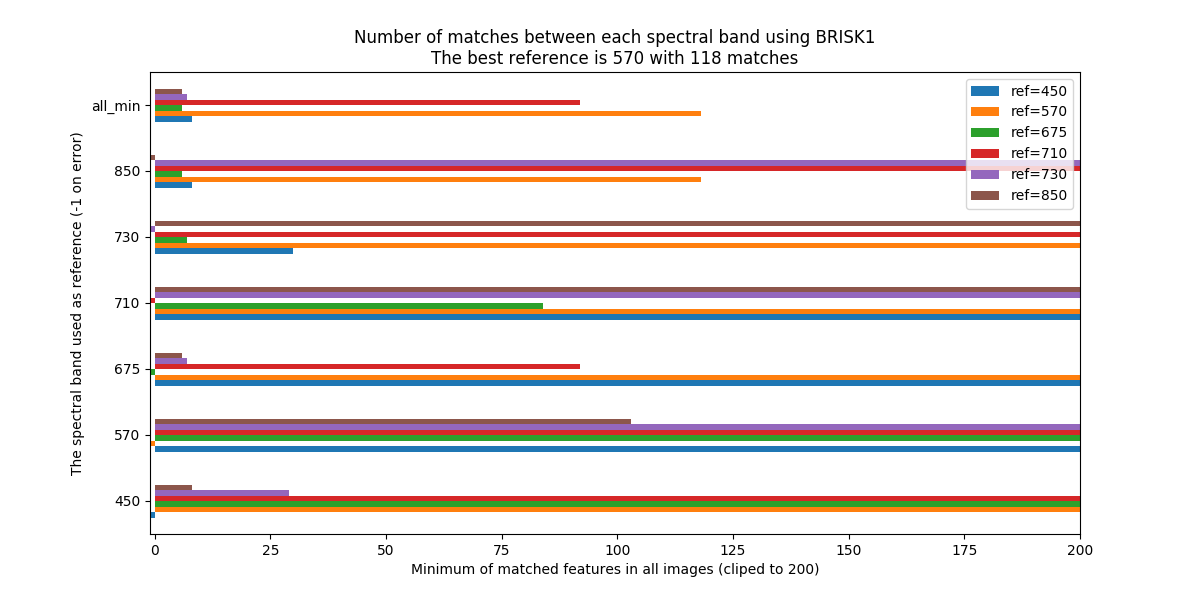 Number of matches between each spectral band using BRISK1
The best reference is 570 with 118 matches
The spectral band used as reference (-1 on error)
all_min
850
730
710
675
570
450
ref=450
ref=570
ref=675
ref=710
ref=730
ref=850
0 25 50 75 100 125 150 175 200
Minimum of matched features in all images (cliped to 200)